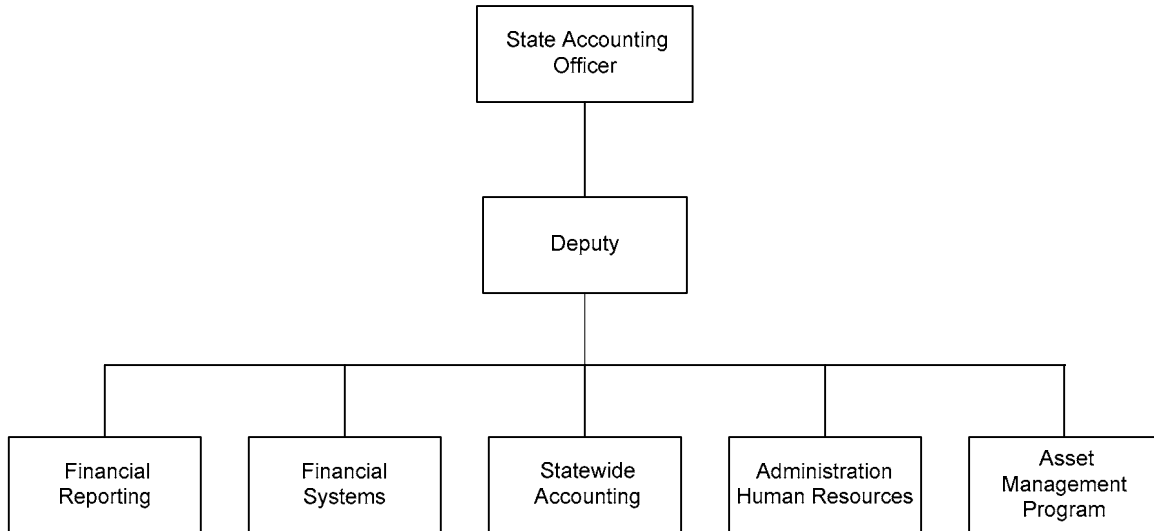 State Accounting
Officer
Deputy
Financial
Reporting
Financial
Systems
Statewide
Accounting
Administration
Human Resources
Asset
Management
Program